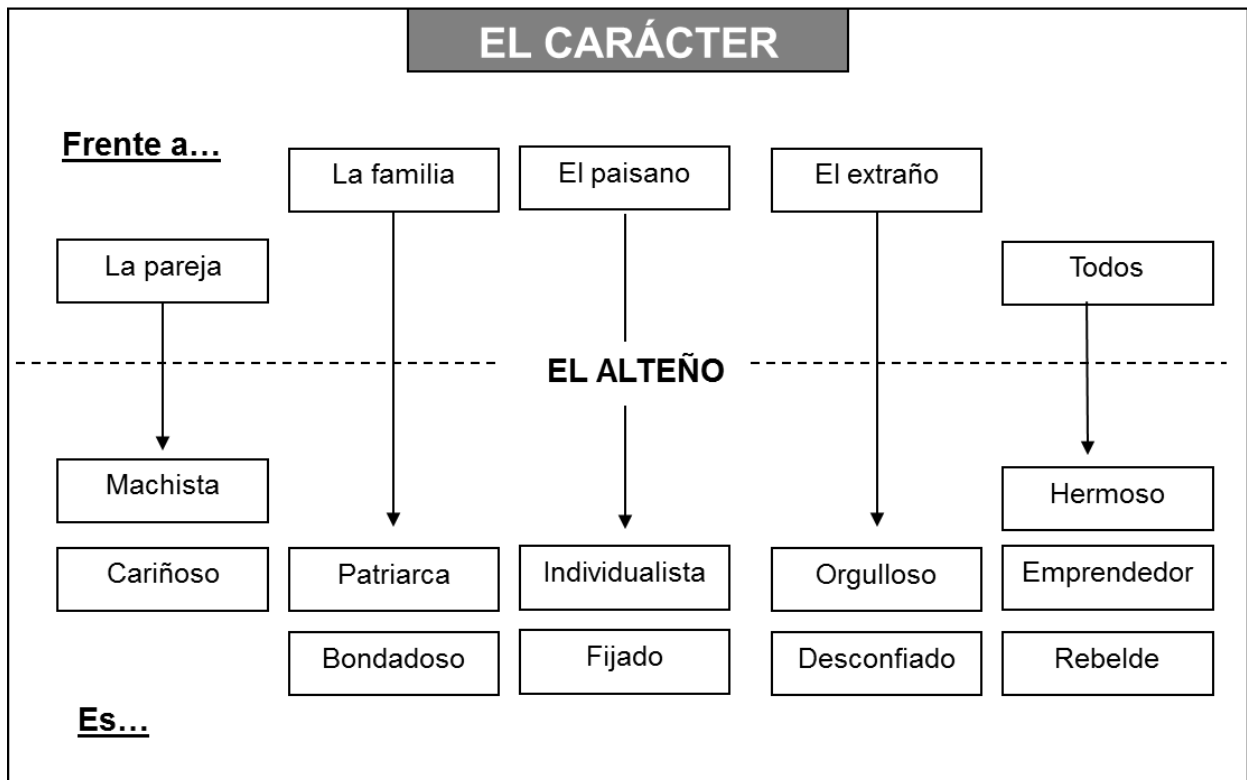 EL CARÁCTER
Frente a...
La familia
El paisano
El extraño
La pareja
Todos
EL ALTEÑO
Machista
Hermoso
Cariñoso
Patriarca
Individualista
Orgulloso
Emprendedor
Bondadoso
Fijado
Desconfiado
Rebelde
Es...